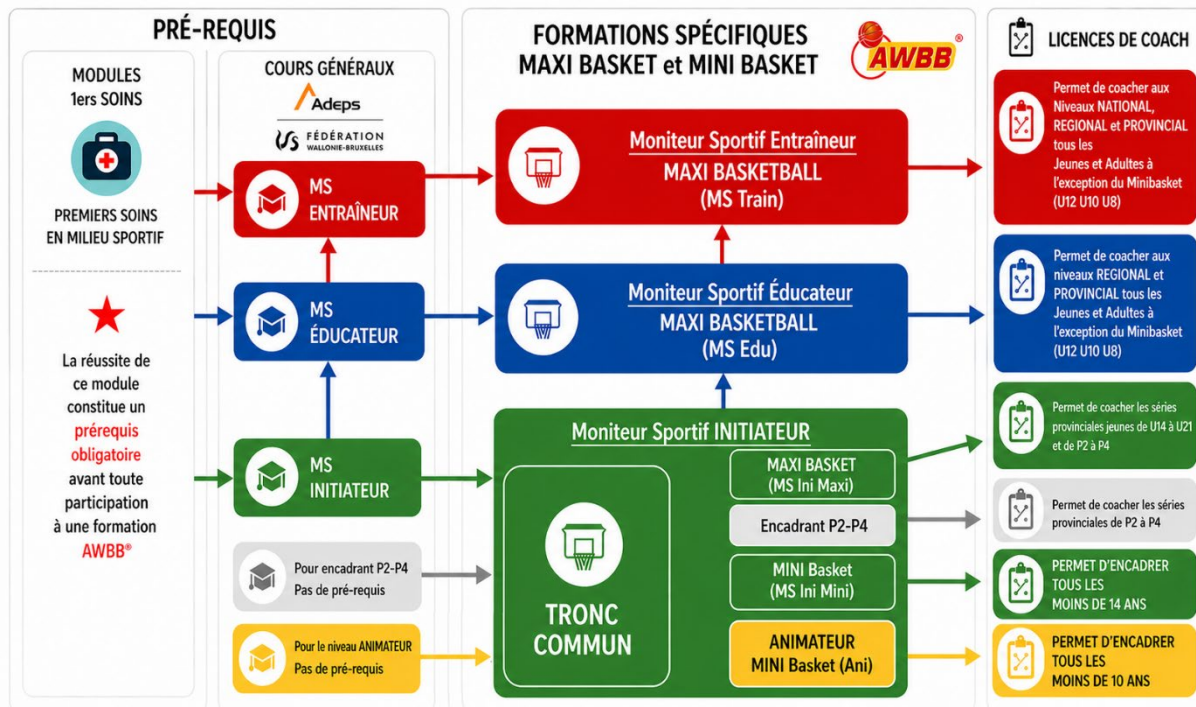 PRÉ-REQUIS
MODULES
1ers SOINS
PREMIERS SOINS
EN MILIEU SPORTIF
La réussite de
ce module
constitue un
prérequis
obligatoire
avant toute
participation
à une formation
AWBB®
COURS GÉNÉRAUX
Adeps
FÉDÉRATION
WALLONIE-BRUXELLES
MS
ENTRAÎNEUR
MS
ÉDUCATEUR
MS
INITIATEUR
Pour encadrant P2-P4
Pas de pré-requis
Pour le niveau ANIMATEUR
Pas de pré-requis
FORMATIONS SPÉCIFIQUES
MAXI BASKET et MINI BASKET
AWBB®
Moniteur Sportif Entraîneur
MAXI BASKETBALL
(MS Train)
Moniteur Sportif Éducateur
MAXI BASKETBALL
(MS Edu)
Moniteur Sportif INITIATEUR
TRONC
COMMUN
MAXI BASKET
(MS Ini Maxi)
Encadrant P2-P4
MINI Basket
(MS Ini Mini)
ANIMATEUR
MINI Basket (Ani)
LICENCES DE COACH
Permet de coacher aux
Niveaux NATIONAL,
REGIONAL et PROVINCIAL
tous les
Jeunes et Adultes à
l'exception du Minibasket
(U12 U10 U8)
Permet de coacher aux
niveaux REGIONAL et
PROVINCIAL tous les
Jeunes et Adultes à
l'exception du Minibasket
(U12 U10 U8)
Permet de coacher les séries
provinciales jeunes de U14 à U21
et de P2 à P4
Permet de coacher les séries
provinciales de P2 à P4
PERMET D'ENCADRER
TOUS LES
MOINS DE 14 ANS
PERMET D'ENCADRER
TOUS LES
MOINS DE 10 ANS